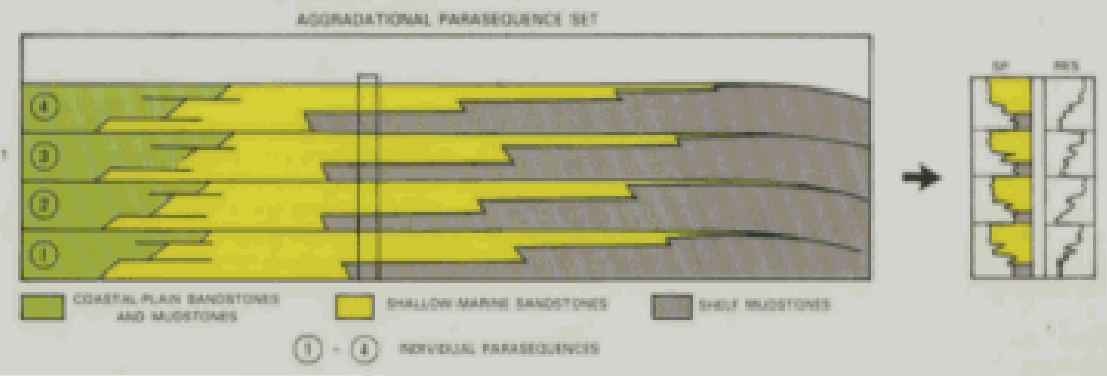 AGGRADATIONAL PARASEQUENCE SET
SP
RES
4
3
2
1
COASTAL-PLAIN SANDSTONES
AND MUDSTONES
SHALLOW-MARINE SANDSTONES
SHELF MUDSTONES
1 - 4 INDIVIDUAL PARASEQUENCES